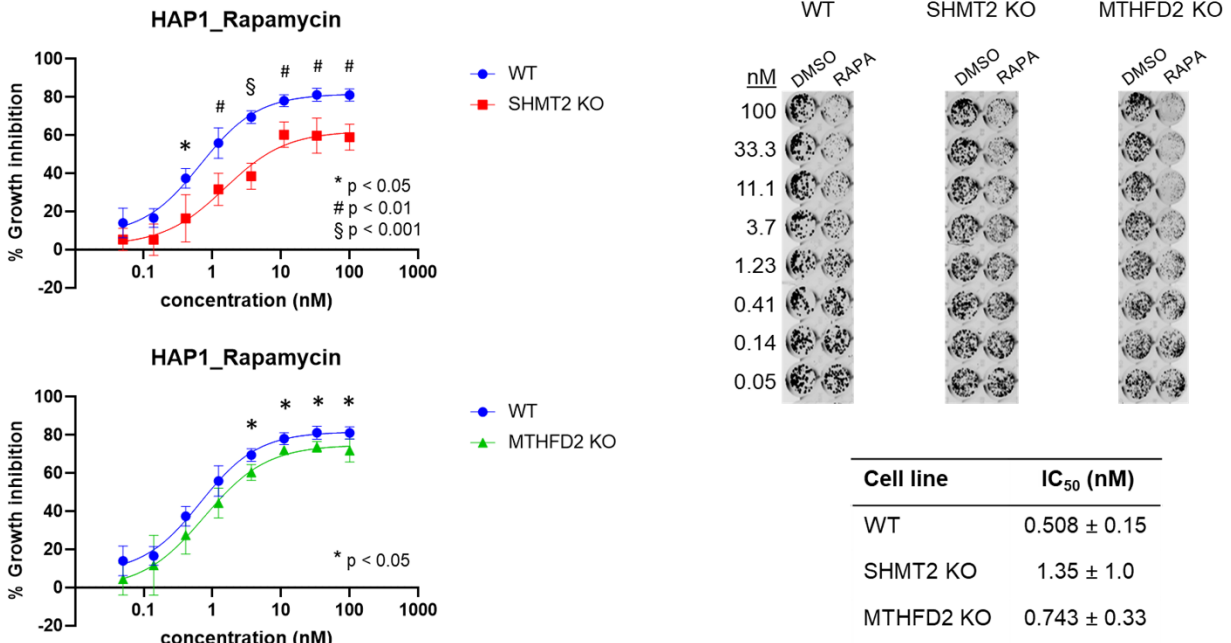 HAP1_Rapamycin
100
80
60
40
20
0
-20
% Growth inhibition
0.1 1 10 100 1000
concentration (nM)
* # § # # #
* p < 0.05
# p < 0.01
§ p < 0.001
WT
SHMT2 KO
HAP1_Rapamycin
100
80
60
40
20
0
-20
% Growth inhibition
0.1 1 10 100 1000
concentration (nM)
* * * *
* p < 0.05
WT
MTHFD2 KO
WT SHMT2 KO MTHFD2 KO
nM DMSO RAPA DMSO RAPA DMSO RAPA
100
33.3
11.1
3.7
1.23
0.41
0.14
0.05
Cell line IC₅₀ (nM)
WT 0.508 ± 0.15
SHMT2 KO 1.35 ± 1.0
MTHFD2 KO 0.743 ± 0.33